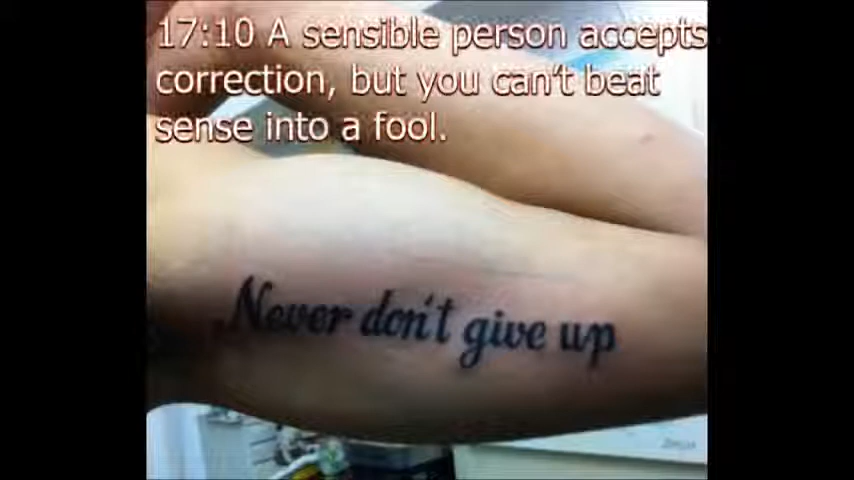 17:10 A sensible person accepts
correction, but you can't beat
sense into a fool.
Never don't give up